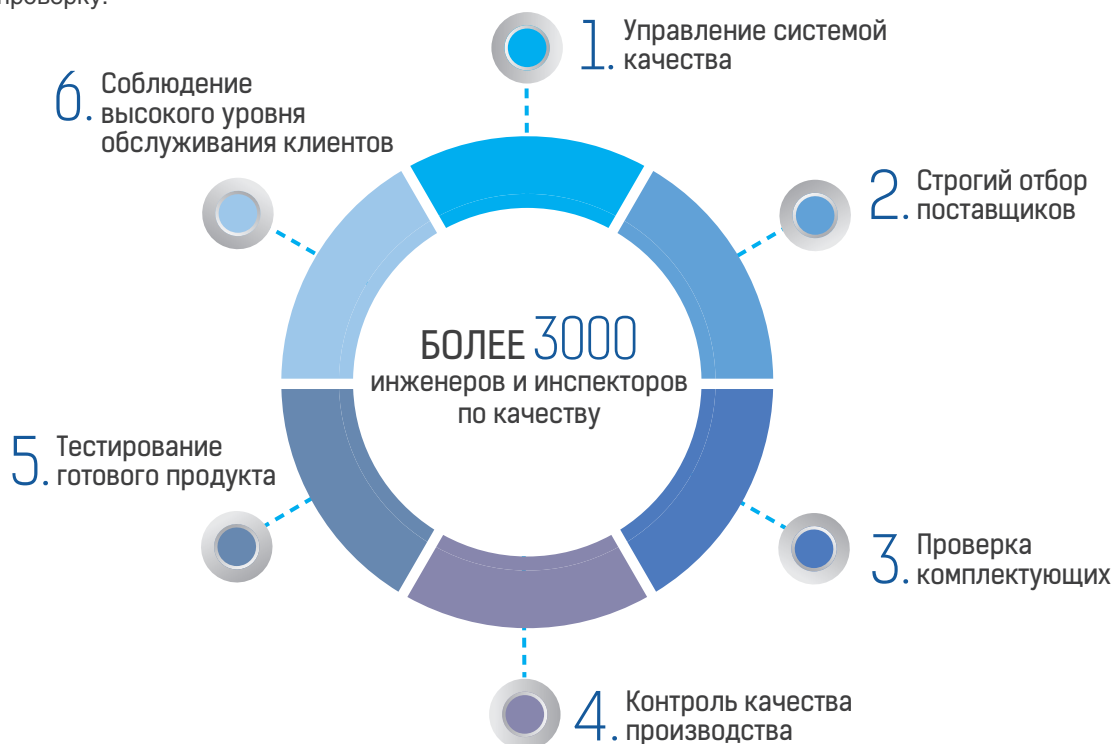 проверку.
1. Управление системой
качества
2. Строгий отбор
поставщиков
3. Проверка
комплектующих
4. Контроль качества
производства
5. Тестирование
готового продукта
6. Соблюдение
высокого уровня
обслуживания клиентов
БОЛЕЕ 3000
инженеров и инспекторов
по качеству